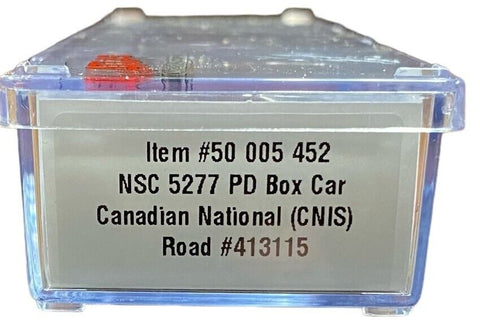 Item #50 005 452
NSC 5277 PD Box Car
Canadian National (CNIS)
Road #413115